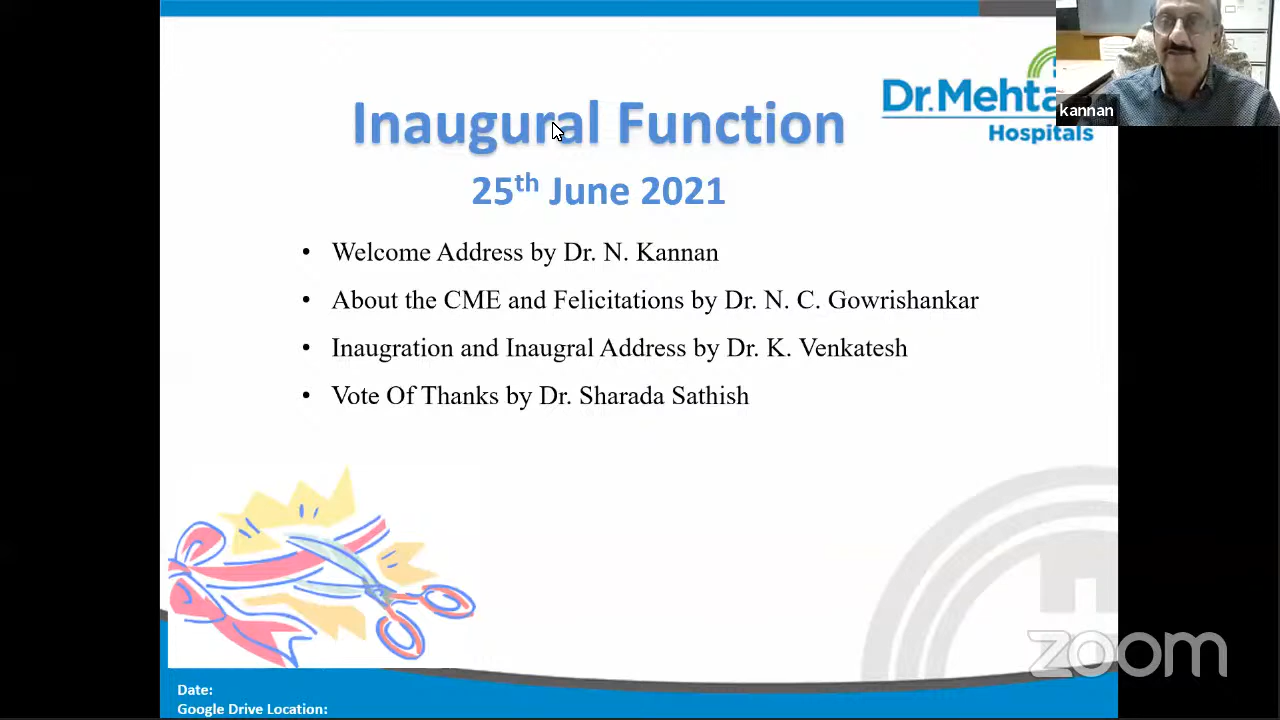 Inaugural Function
25th June 2021
Dr.Mehta
Hospitals
kannan
• Welcome Address by Dr. N. Kannan
• About the CME and Felicitations by Dr. N. C. Gowrishankar
• Inaugration and Inaugral Address by Dr. K. Venkatesh
• Vote Of Thanks by Dr. Sharada Sathish
zoom
Date:
Google Drive Location: